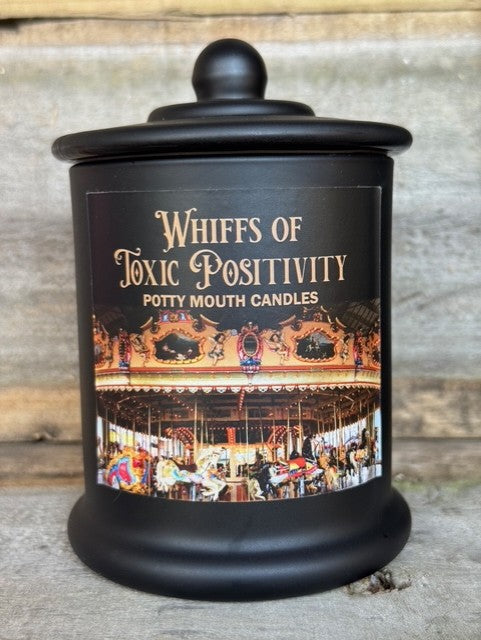 Whiffs of
Toxic Positivity
POTTY MOUTH CANDLES